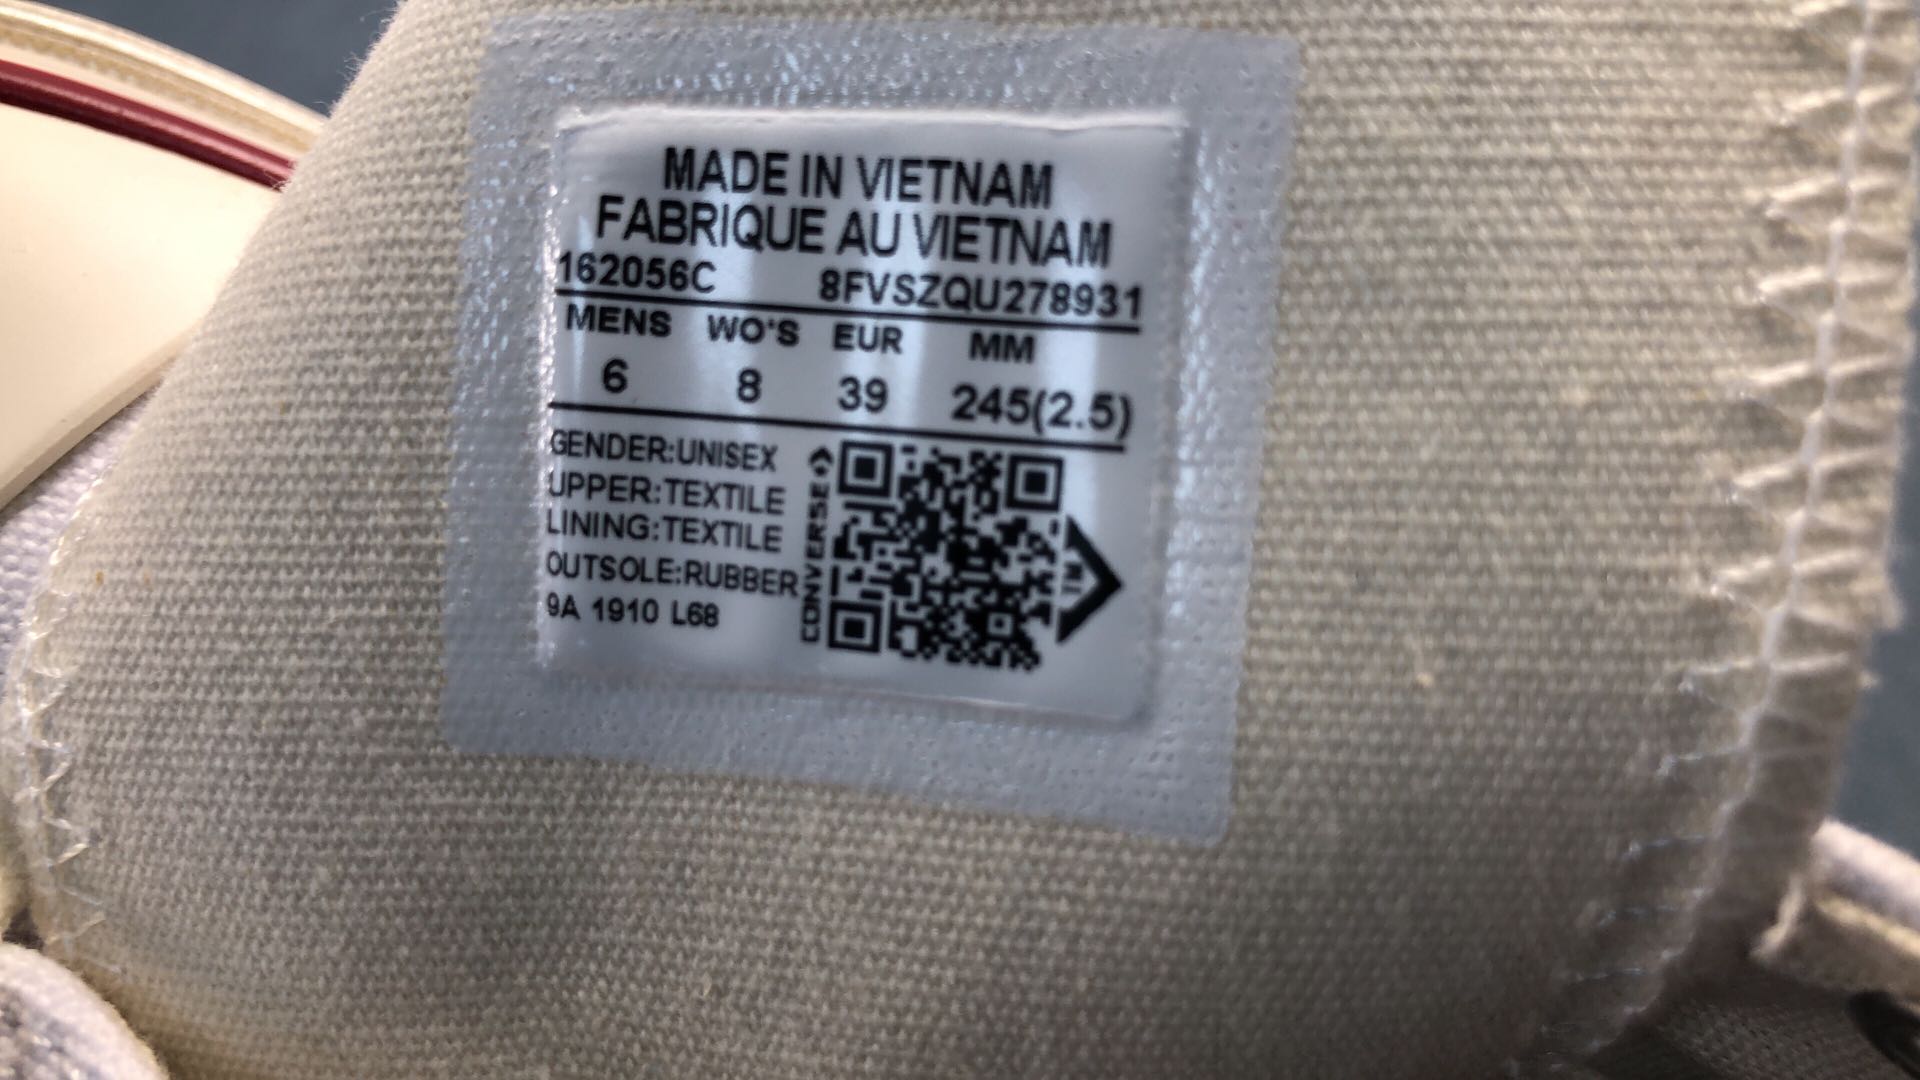 MADE IN VIETNAM
FABRIQUE AU VIETNAM
162056C 8FVSZQU278931
MENS WO'S EUR MM
6 8 39 245(2.5)
GENDER:UNISEX
UPPER:TEXTILE
LINING:TEXTILE
OUTSOLE:RUBBER
9A 1910 L68
CONVERSE